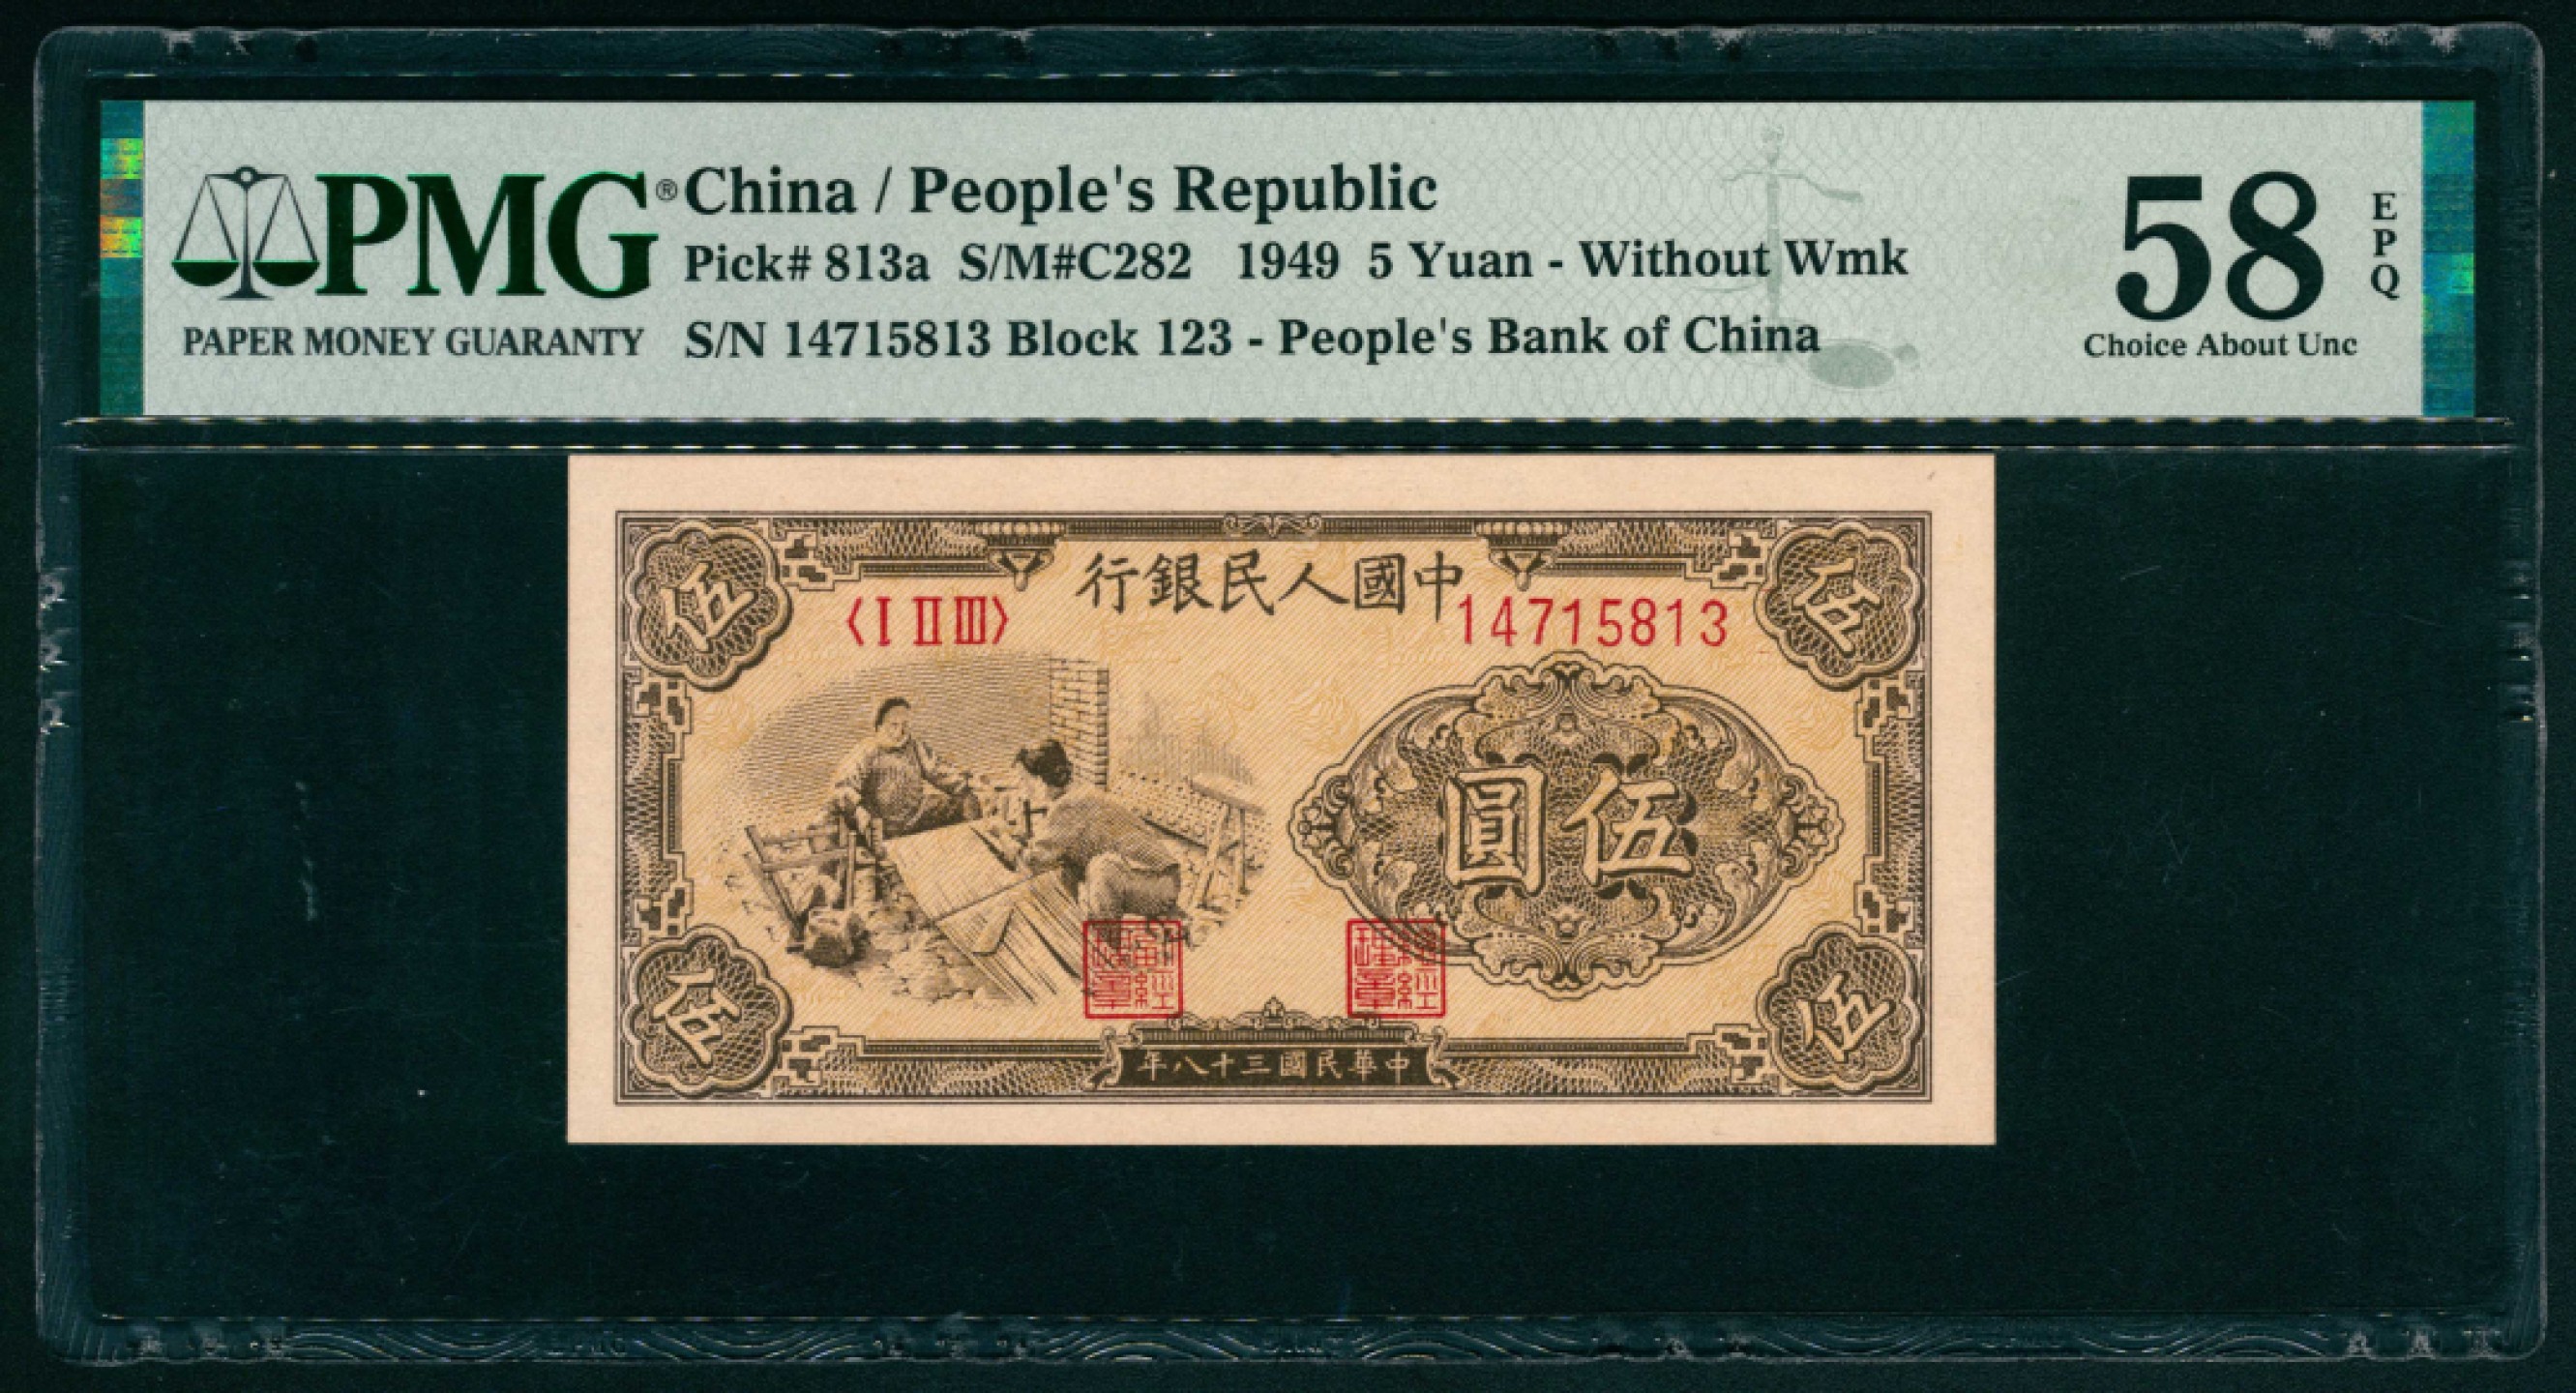 PMG®
PAPER MONEY GUARANTY
China / People's Republic
Pick# 813a S/M#C282 1949 5 Yuan - Without Wmk
S/N 14715813 Block 123 - People's Bank of China
58
EPQ
Choice About Unc
伍
行銀民人國中
伍
〈I II III〉
14715813
圓伍
伍
年八十三國民華中
伍